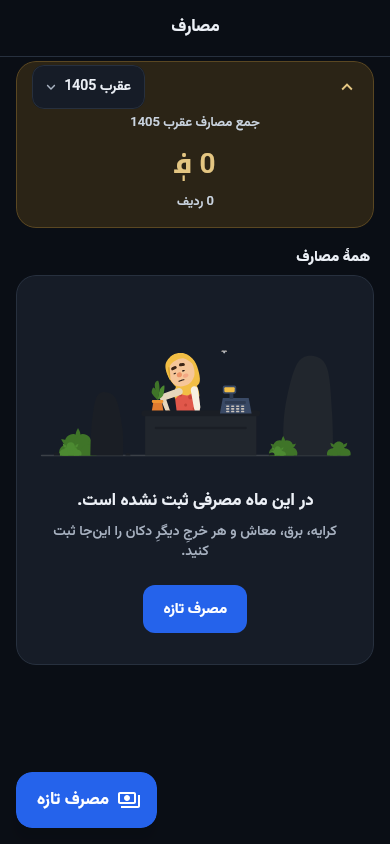 مصارف
عقرب 1405
جمع مصارف عقرب 1405
0 ؋
0 ردیف
همهٔ مصارف
در این ماه مصرفی ثبت نشده است.
کرایه، برق، معاش و هر خرجِ دیگرِ دکان را این‌جا ثبت
کنید.
مصرف تازه
مصرف تازه